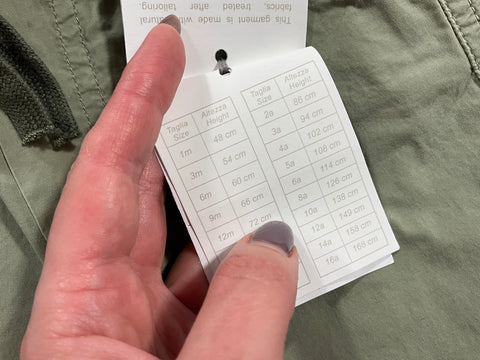 This garment is made with natural
fabrics, treated after tailoring.
Taglia Altezza
Size Height
1m 48 cm
3m 54 cm
6m 60 cm
9m 66 cm
12m 72 cm
Taglia Altezza
Size Height
2a 86 cm
3a 94 cm
4a 102 cm
5a 108 cm
6a 114 cm
8a 126 cm
10a 138 cm
12a 149 cm
14a 158 cm
16a 168 cm